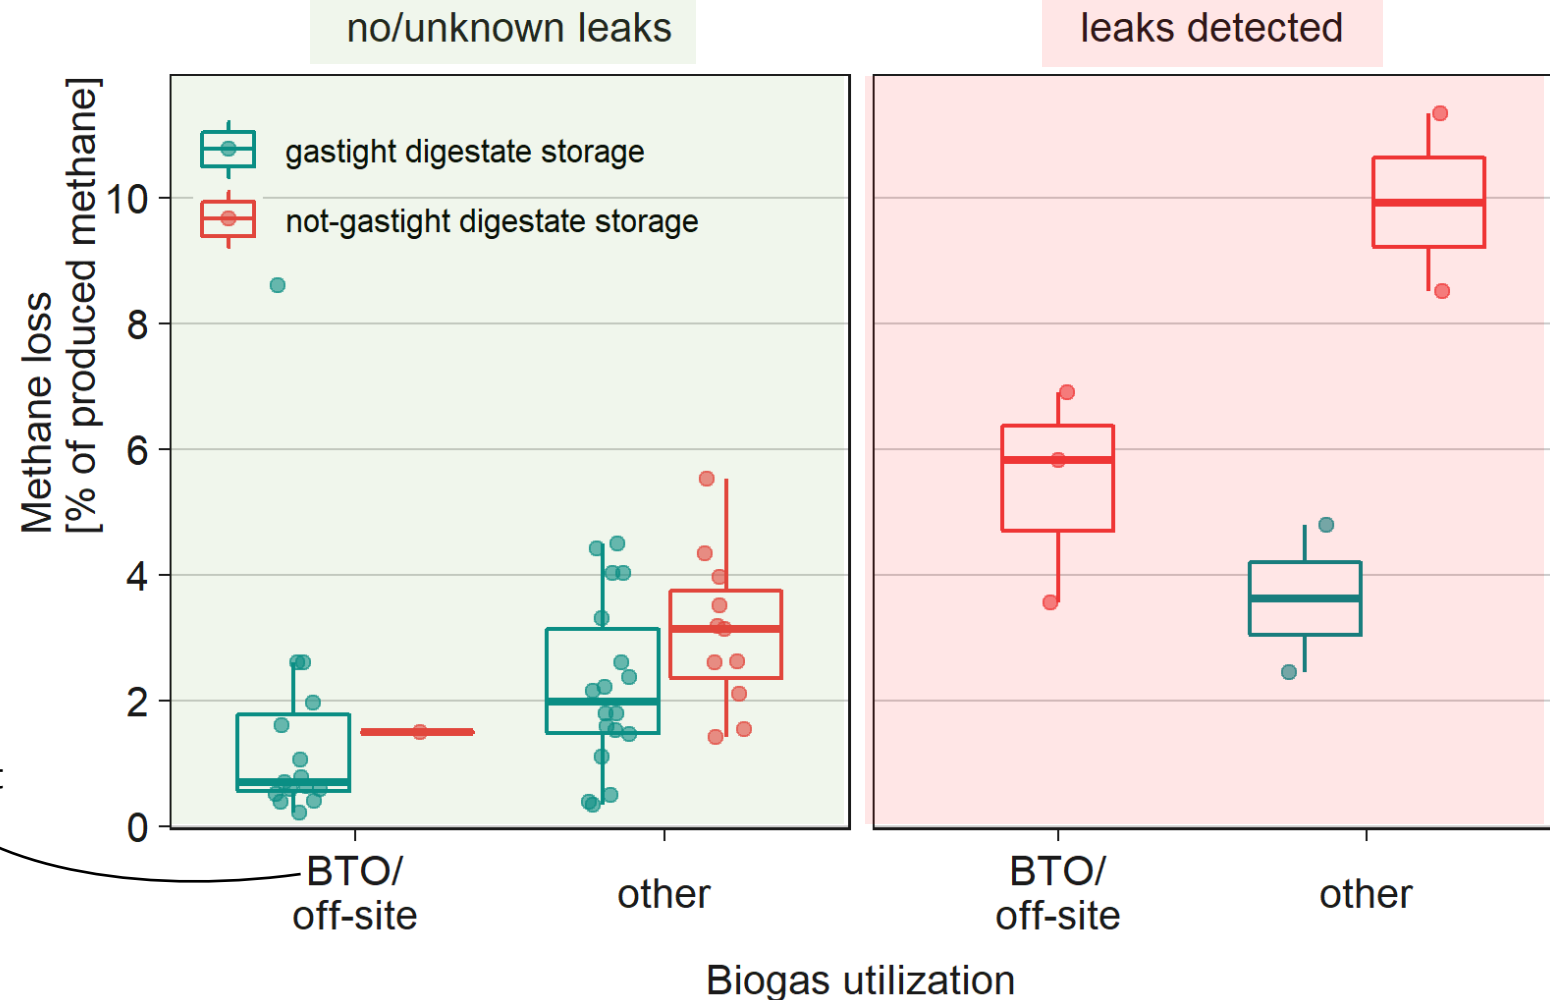 no/unknown leaks
leaks detected
gastight digestate storage
not-gastight digestate storage
Methane loss
[% of produced methane]
10
8
6
4
2
0
BTO/
off-site
other
BTO/
off-site
other
Biogas utilization